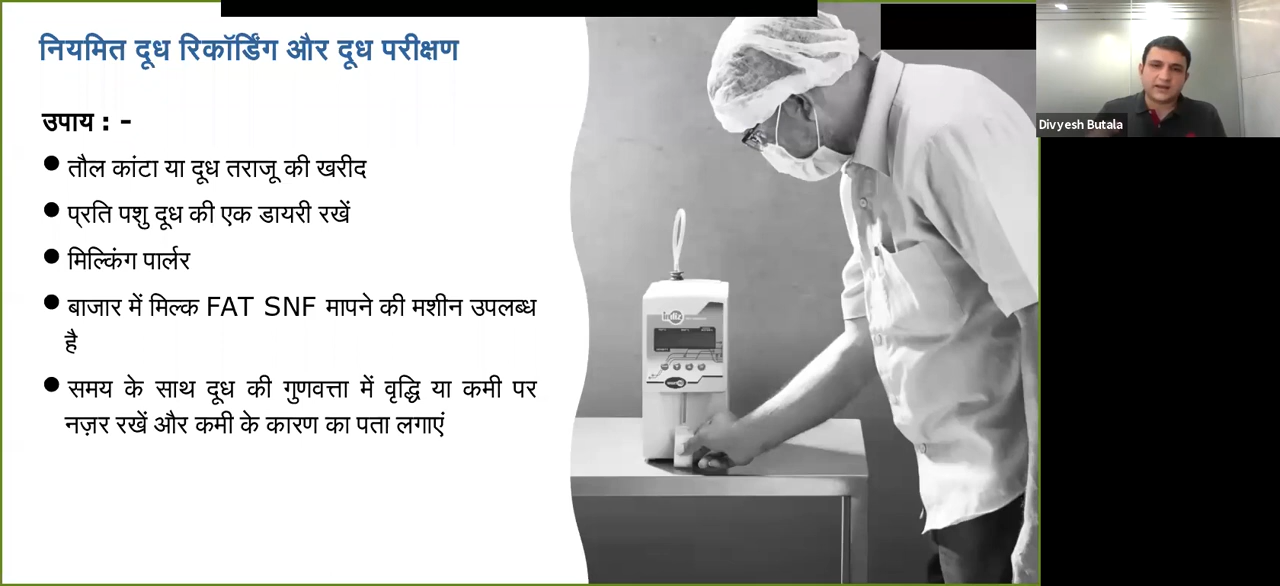 नियमित दूध रिकॉर्डिंग और दूध परीक्षण
उपाय : -
● तौल कांटा या दूध तराजू की खरीद
● प्रति पशु दूध की एक डायरी रखें
● मिल्किंग पार्लर
● बाजार में मिल्क FAT SNF मापने की मशीन उपलब्ध
है
● समय के साथ दूध की गुणवत्ता में वृद्धि या कमी पर
नज़र रखें और कमी के कारण का पता लगाएं
Divyesh Butala